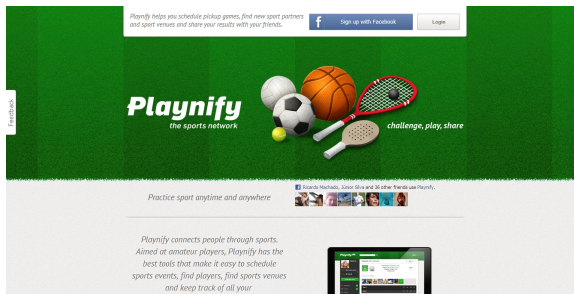 Playnify helps you schedule pickup games, find new sport partners
and sport venues and share your results with your friends.
f Sign up with Facebook
Login
Feedback
Playnify
the sports network
challenge, play, share
Practice sport anytime and anywhere
Ricardo Machado, Júnior Silva and 36 other friends use Playnify.
Playnify connects people through sports.
Aimed at amateur players, Playnify has the
best tools that make it easy to schedule
sports events, find players, find sports venues
and keep track of all your
Playnify